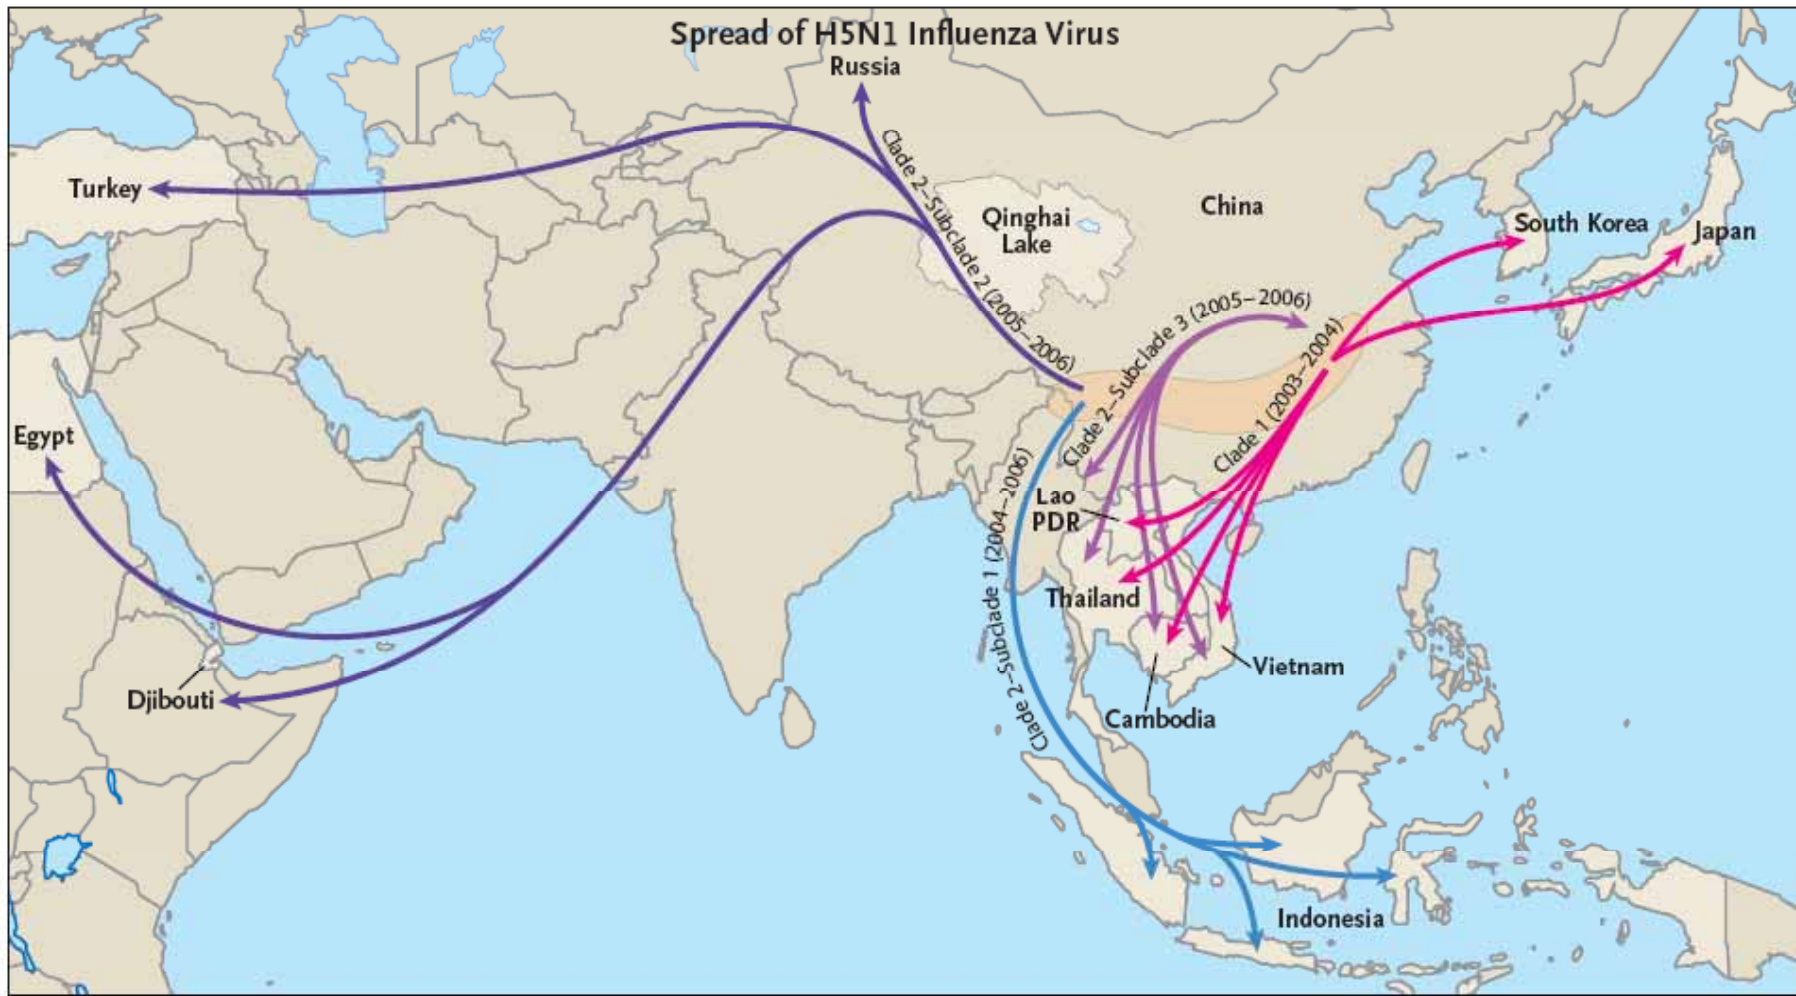 Spread of H5N1 Influenza Virus
Russia
Clade 2–Subclade 2 (2005–2006)
Turkey
Qinghai
Lake
China
South Korea
Japan
Clade 2–Subclade 3 (2005–2006)
Clade 1 (2003–2004)
Egypt
Clade 2–Subclade 1 (2004–2006)
Lao
PDR
Thailand
Vietnam
Djibouti
Cambodia
Indonesia